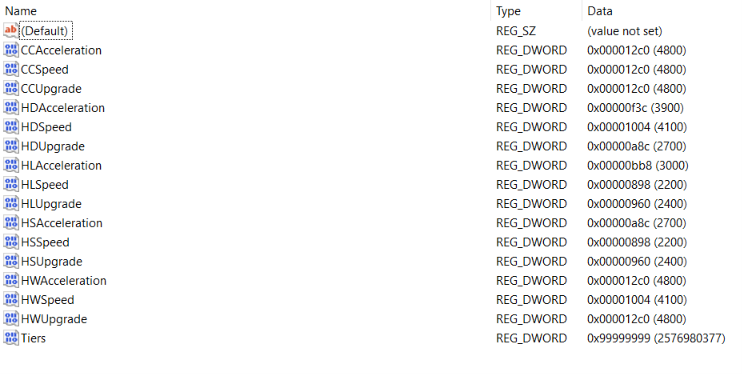 Name Type Data
(Default) REG_SZ (value not set)
CCAcceleration REG_DWORD 0x000012c0 (4800)
CCSpeed REG_DWORD 0x000012c0 (4800)
CCUpgrade REG_DWORD 0x000012c0 (4800)
HDAcceleration REG_DWORD 0x00000f3c (3900)
HDSpeed REG_DWORD 0x00001004 (4100)
HDUpgrade REG_DWORD 0x00000a8c (2700)
HLAcceleration REG_DWORD 0x00000bb8 (3000)
HLSpeed REG_DWORD 0x00000898 (2200)
HLUpgrade REG_DWORD 0x00000960 (2400)
HSAcceleration REG_DWORD 0x00000a8c (2700)
HSSpeed REG_DWORD 0x00000898 (2200)
HSUpgrade REG_DWORD 0x00000960 (2400)
HWAcceleration REG_DWORD 0x000012c0 (4800)
HWSpeed REG_DWORD 0x00001004 (4100)
HWUpgrade REG_DWORD 0x000012c0 (4800)
Tiers REG_DWORD 0x99999999 (2576980377)